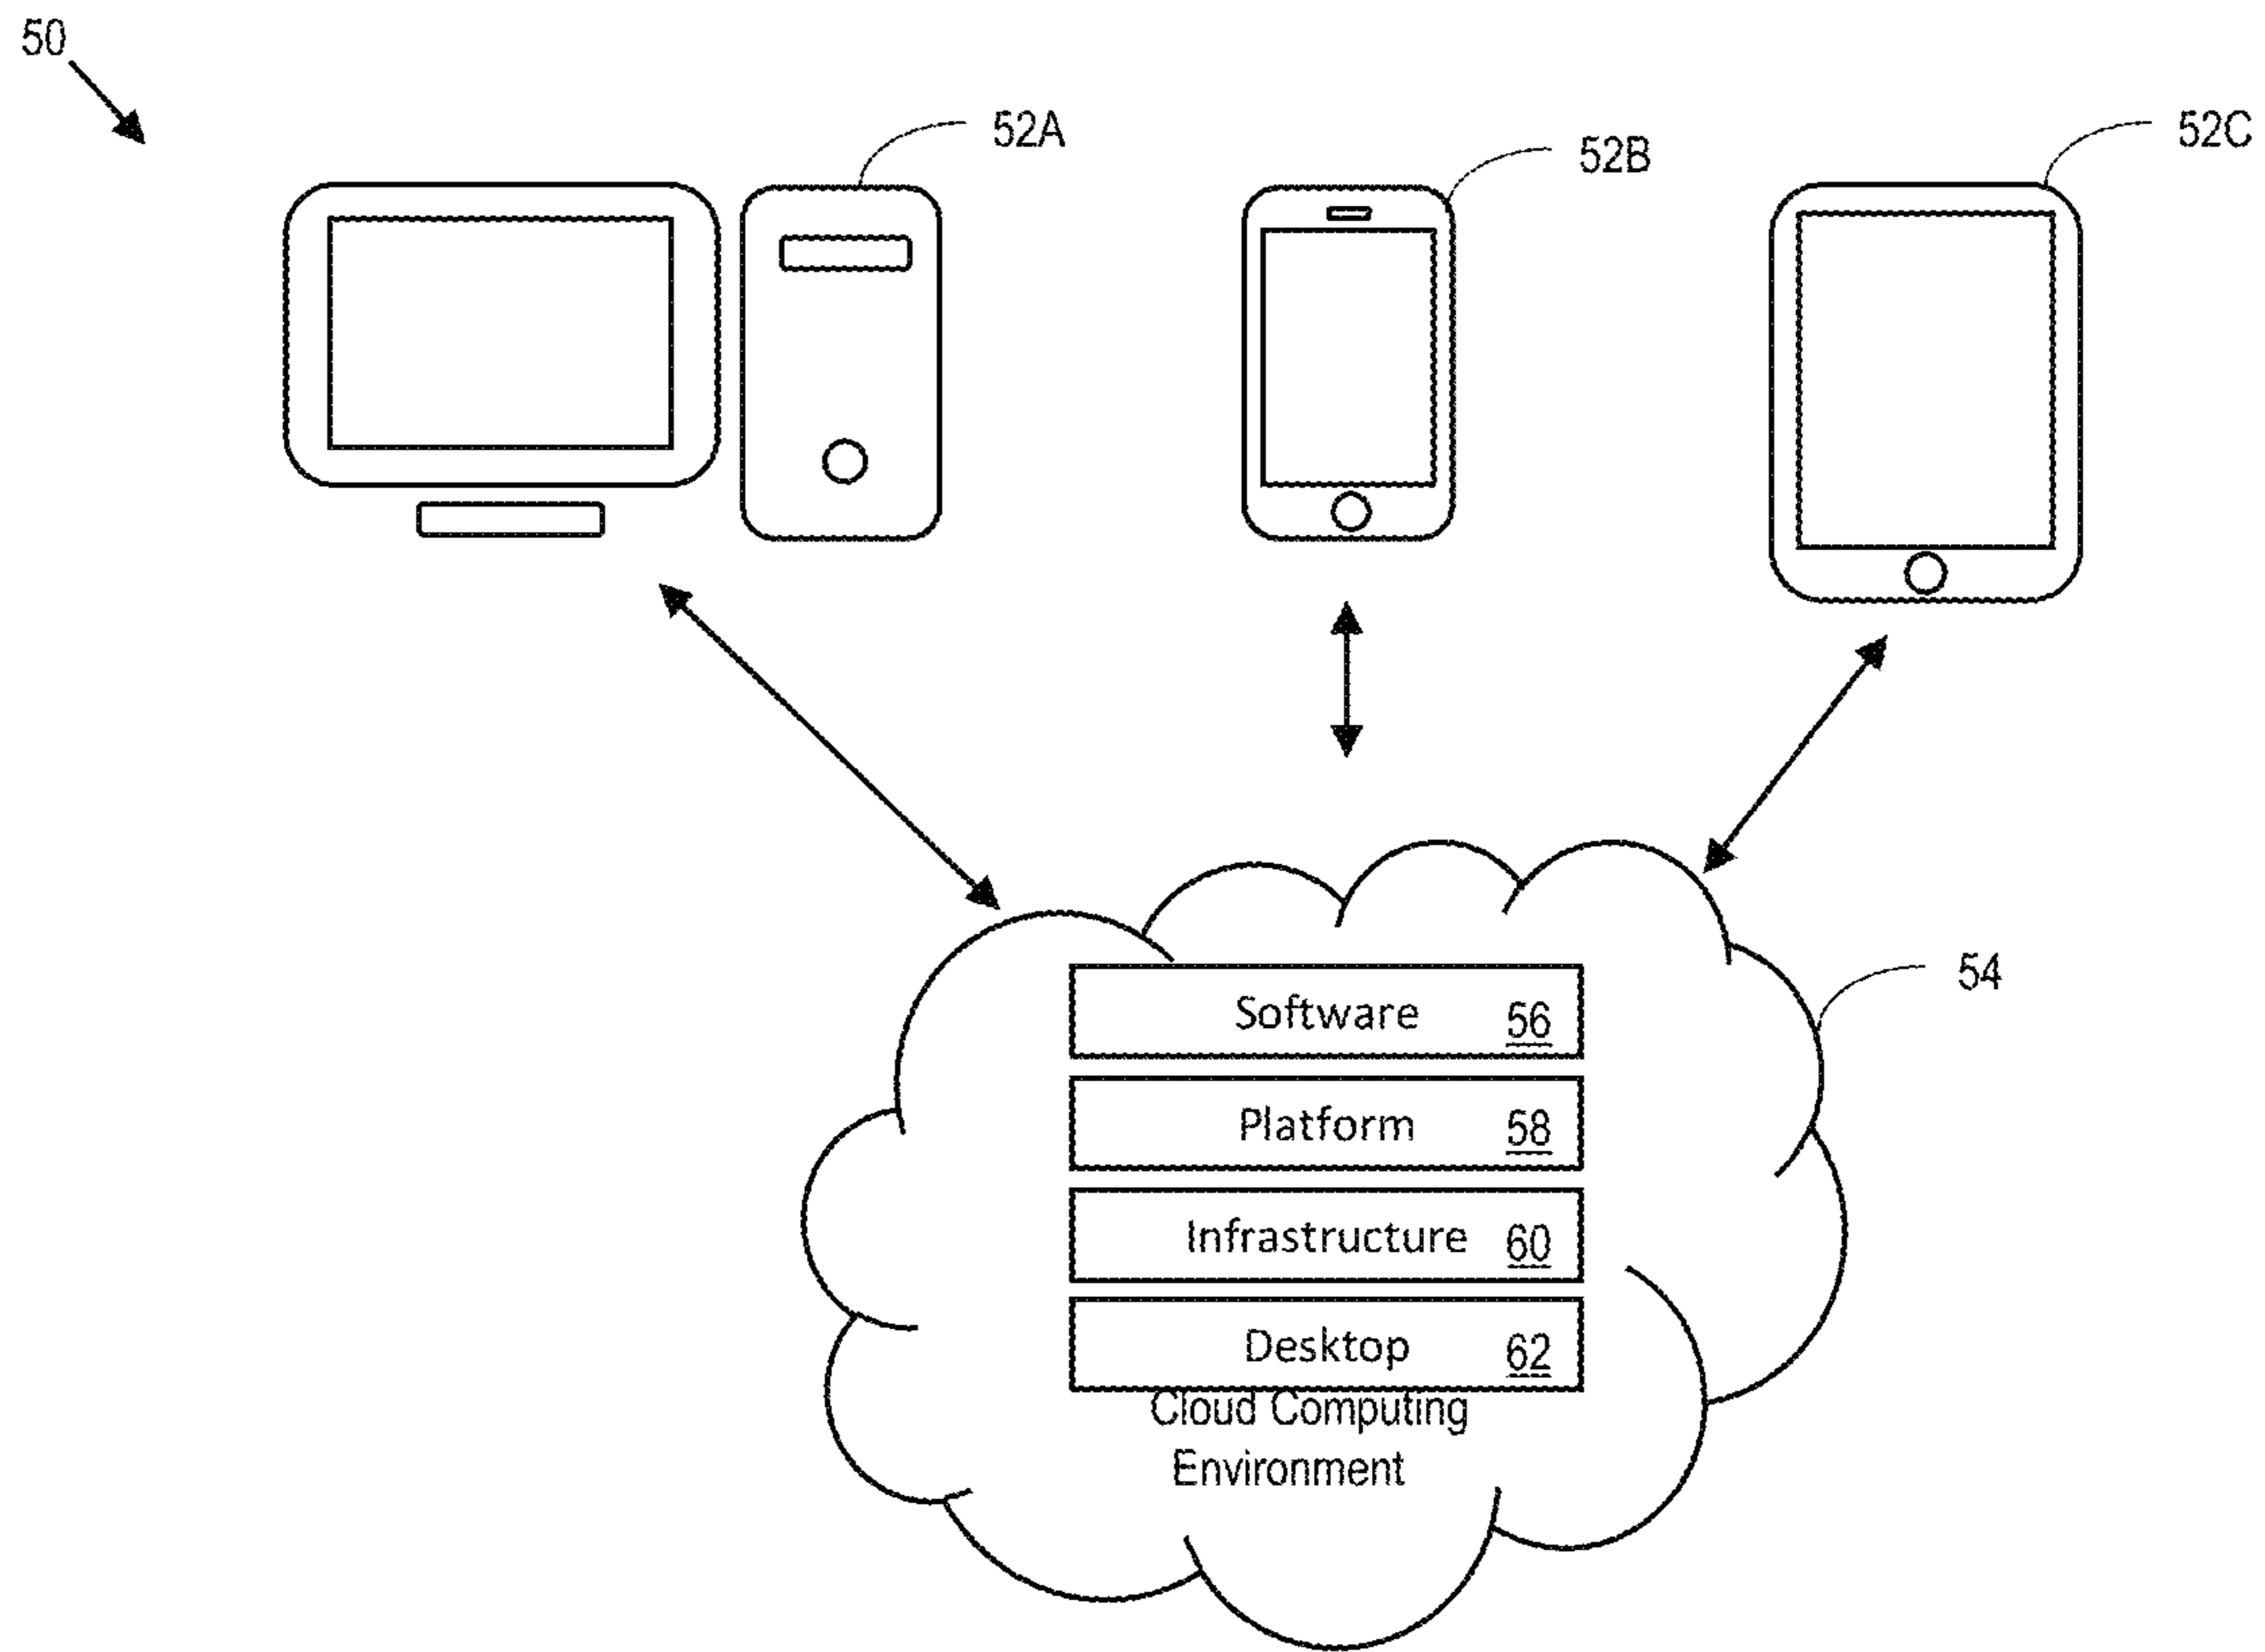 50
52A
52B
52C
54
Software 56
Platform 58
Infrastructure 60
Desktop 62
Cloud Computing
Environment